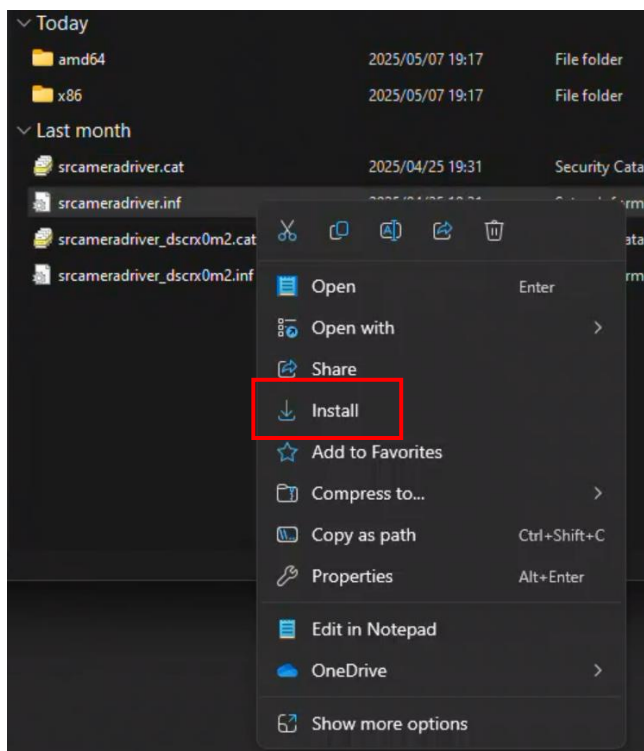 Today
amd64 2025/05/07 19:17 File folder
x86 2025/05/07 19:17 File folder
Last month
srcameradriver.cat 2025/04/25 19:31 Security Cata
srcameradriver.inf
srcameradriver_dscrx0m2.cat
srcameradriver_dscrx0m2.inf
Open Enter
Open with
Share
Install
Add to Favorites
Compress to...
Copy as path Ctrl+Shift+C
Properties Alt+Enter
Edit in Notepad
OneDrive
Show more options